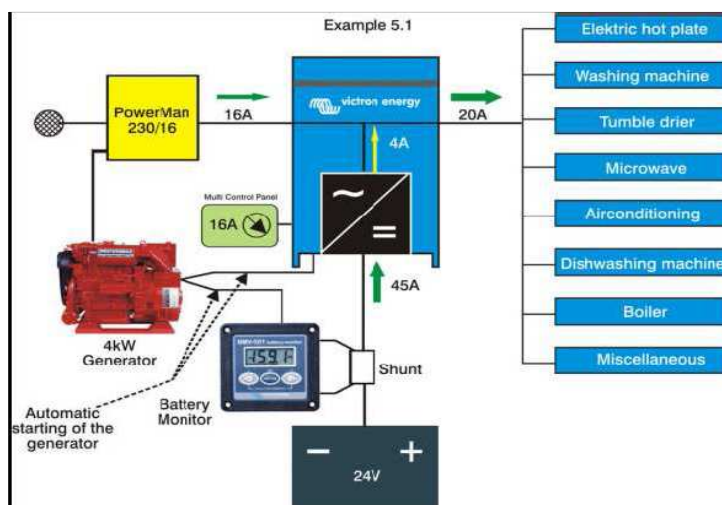 Example 5.1
PowerMan
230/16
16A
victron energy
20A
4A
Multi Control Panel
16A
~
=
45A
4kW
Generator
Automatic
starting of the
generator
Battery
Monitor
Shunt
- +
24V
Elektric hot plate
Washing machine
Tumble drier
Microwave
Airconditioning
Dishwashing machine
Boiler
Miscellaneous